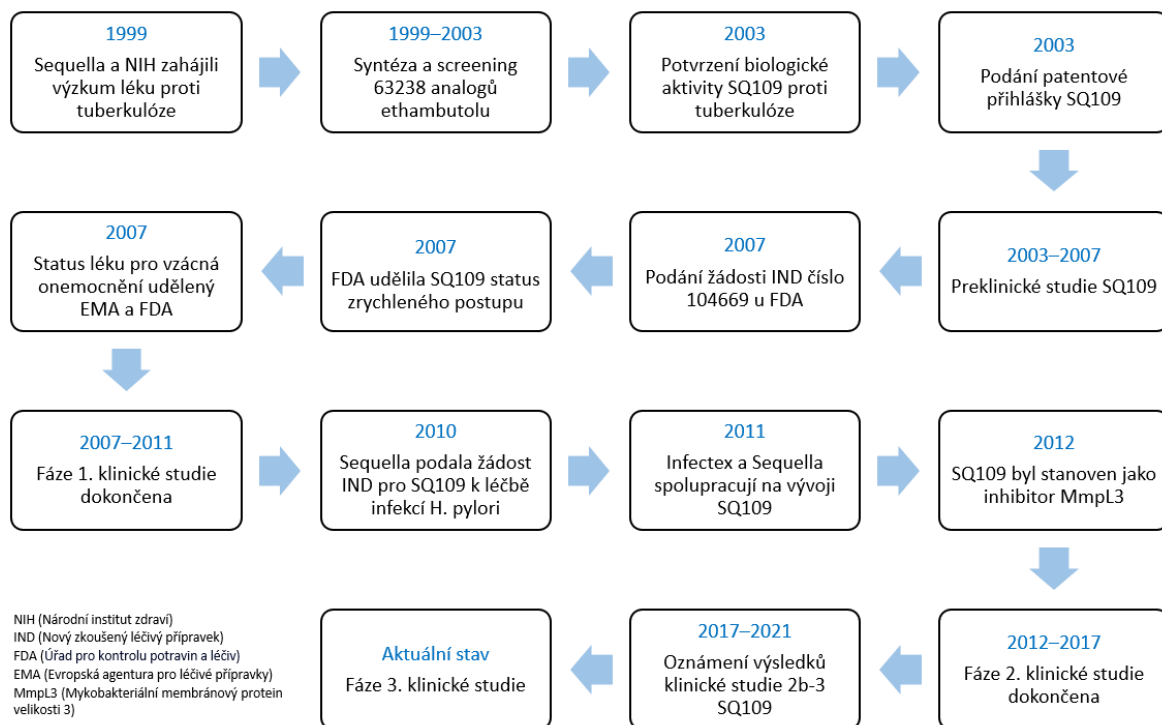 1999
Sequella a NIH zahájili
výzkum léku proti
tuberkulóze
1999–2003
Syntéza a screening
63238 analogů
ethambutolu
2003
Potvrzení biologické
aktivity SQ109 proti
tuberkulóze
2003
Podání patentové
přihlášky SQ109
2003–2007
Preklinické studie SQ109
2007
Podání žádosti IND číslo
104669 u FDA
2007
FDA udělila SQ109 status
zrychleného postupu
2007
Status léku pro vzácná
onemocnění udělený
EMA a FDA
2007–2011
Fáze 1. klinické studie
dokončena
2010
Sequella podala žádost
IND pro SQ109 k léčbě
infekcí H. pylori
2011
Infectex a Sequella
spolupracují na vývoji
SQ109
2012
SQ109 byl stanoven jako
inhibitor MmpL3
2012–2017
Fáze 2. klinické studie
dokončena
2017–2021
Oznámení výsledků
klinické studie 2b-3
SQ109
Aktuální stav
Fáze 3. klinické studie
NIH (Národní institut zdraví)
IND (Nový zkoušený léčivý přípravek)
FDA (Úřad pro kontrolu potravin a léčiv)
EMA (Evropská agentura pro léčivé přípravky)
MmpL3 (Mykobakteriální membránový protein
velikosti 3)